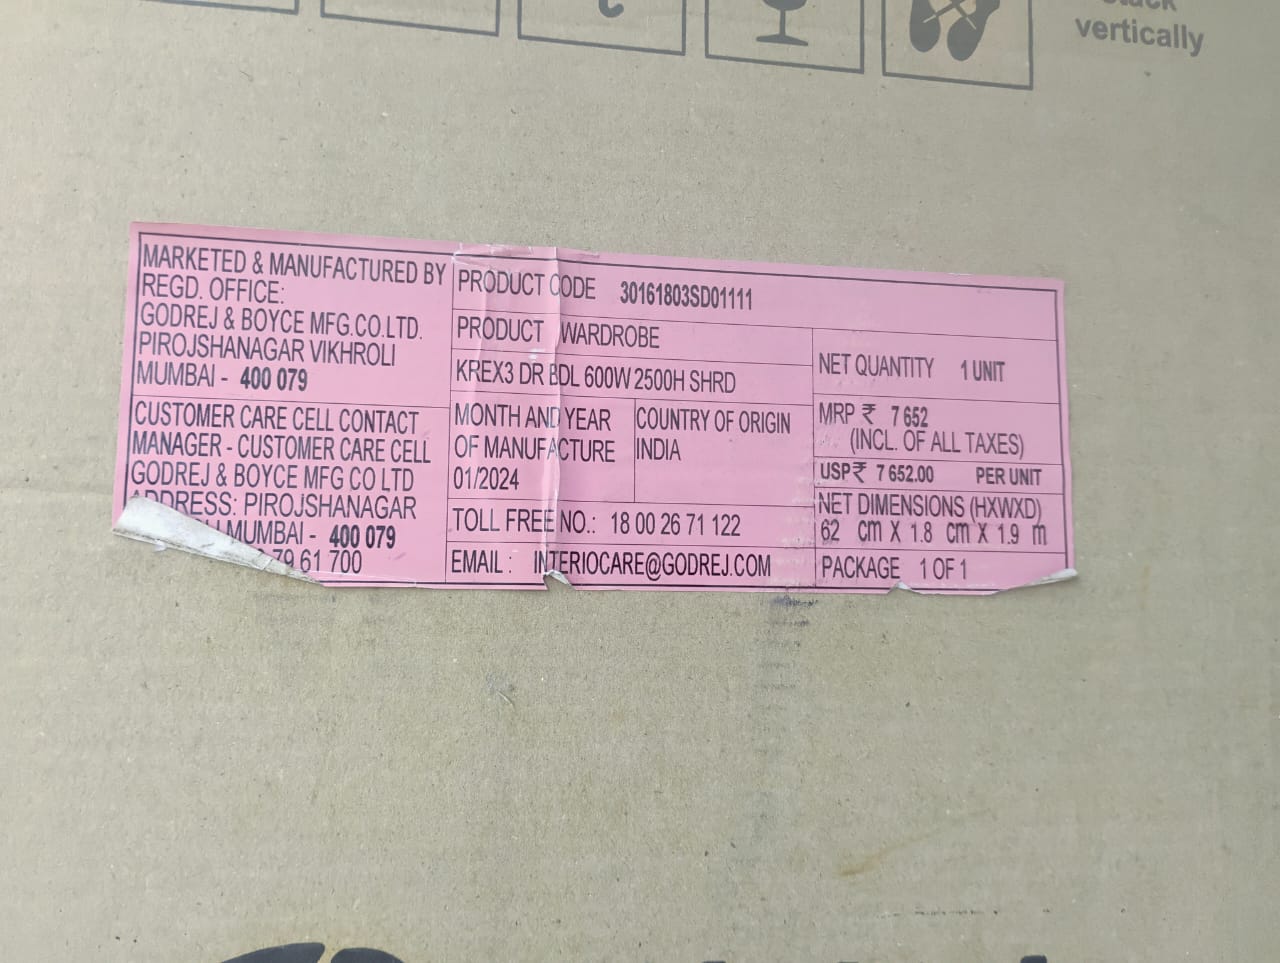 vertically
MARKETED & MANUFACTURED BY
REGD. OFFICE:
GODREJ & BOYCE MFG.CO.LTD.
PIROJSHANAGAR VIKHROLI
MUMBAI - 400 079
CUSTOMER CARE CELL CONTACT
MANAGER - CUSTOMER CARE CELL
GODREJ & BOYCE MFG CO LTD
ADDRESS: PIROJSHANAGAR
MUMBAI - 400 079
79 61 700
PRODUCT CODE 30161803SD01111
PRODUCT WARDROBE
KREX3 DR BDL 600W 2500H SHRD
MONTH AND YEAR
OF MANUFACTURE
01/2024
COUNTRY OF ORIGIN
INDIA
TOLL FREE NO.: 18 00 26 71 122
EMAIL : INTERIOCARE@GODREJ.COM
NET QUANTITY 1 UNIT
MRP ₹ 7 652
(INCL. OF ALL TAXES)
USP ₹ 7 652.00 PER UNIT
NET DIMENSIONS (HXWXD)
62 cm X 1.8 cm X 1.9 m
PACKAGE 1 OF 1